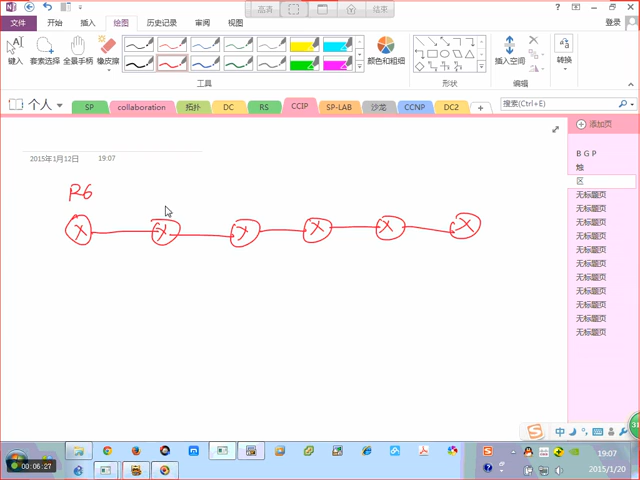 高清 结束
文件 开始 插入 绘图 历史记录 审阅 视图 登录
键入 套索选择 全景手柄 橡皮擦 颜色和粗细 插入空间 转换
工具 形状 编辑
个人 SP collaboration 拓扑 DC RS CCIP SP-LAB 沙龙 CCNP DC2 搜索(Ctrl+E)
添加页
2015年1月12日 19:07
BGP
区
无标题页
无标题页
无标题页
无标题页
无标题页
无标题页
无标题页
无标题页
无标题页
无标题页
无标题页
R6
X X X X X X
中
31
00:06:27
19:07
2015/1/20